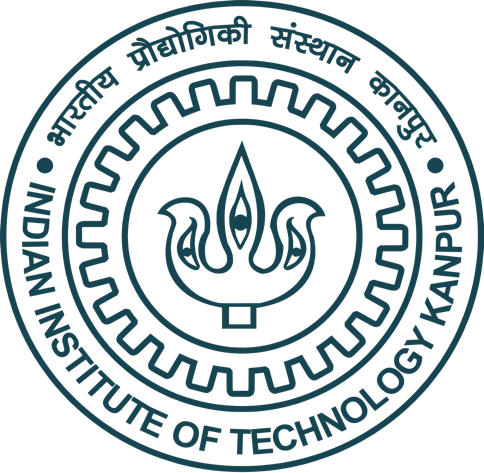 भारतीय प्रौद्योगिकी संस्थान कानपुर
INDIAN INSTITUTE OF TECHNOLOGY KANPUR